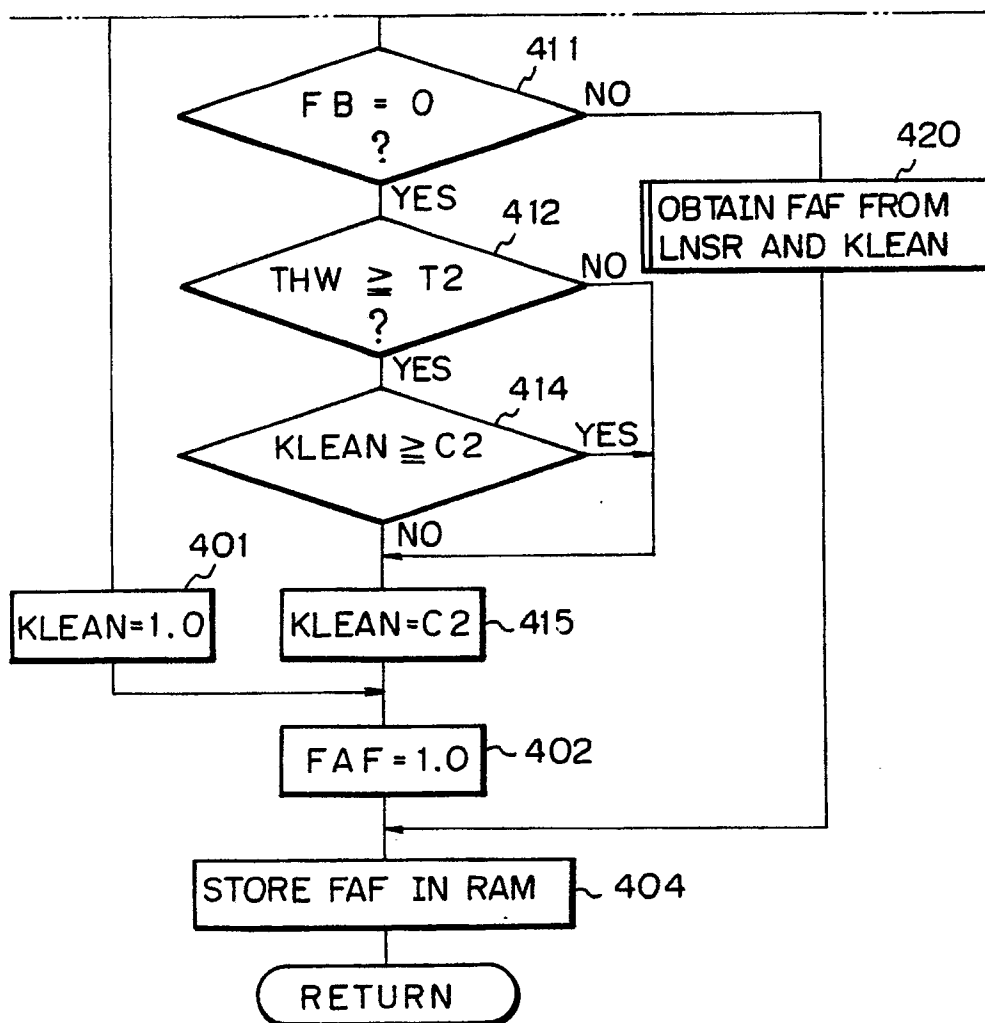 411
FB = 0
?
NO
YES
420
OBTAIN FAF FROM
LNSR AND KLEAN
412
THW ≧ T2
?
NO
YES
414
KLEAN ≧ C2
YES
NO
401
KLEAN=1.0
KLEAN=C2
415
FAF=1.0
402
STORE FAF IN RAM
404
RETURN